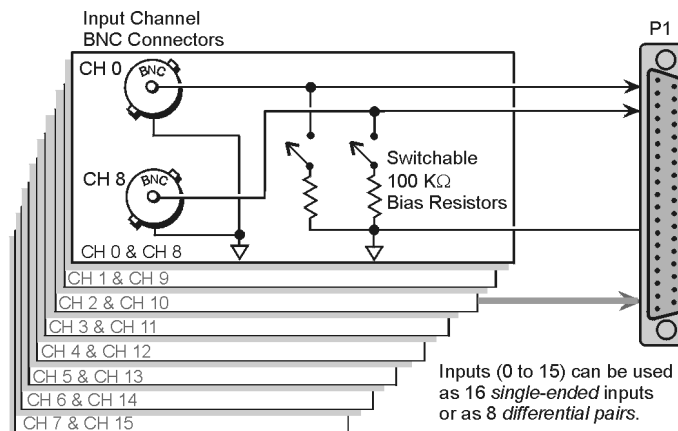 Input Channel
BNC Connectors
P1
CH 0
BNC
CH 8
BNC
Switchable
100 KΩ
Bias Resistors
CH 0 & CH 8
CH 1 & CH 9
CH 2 & CH 10
CH 3 & CH 11
CH 4 & CH 12
CH 5 & CH 13
CH 6 & CH 14
CH 7 & CH 15
Inputs (0 to 15) can be used
as 16 single-ended inputs
or as 8 differential pairs.